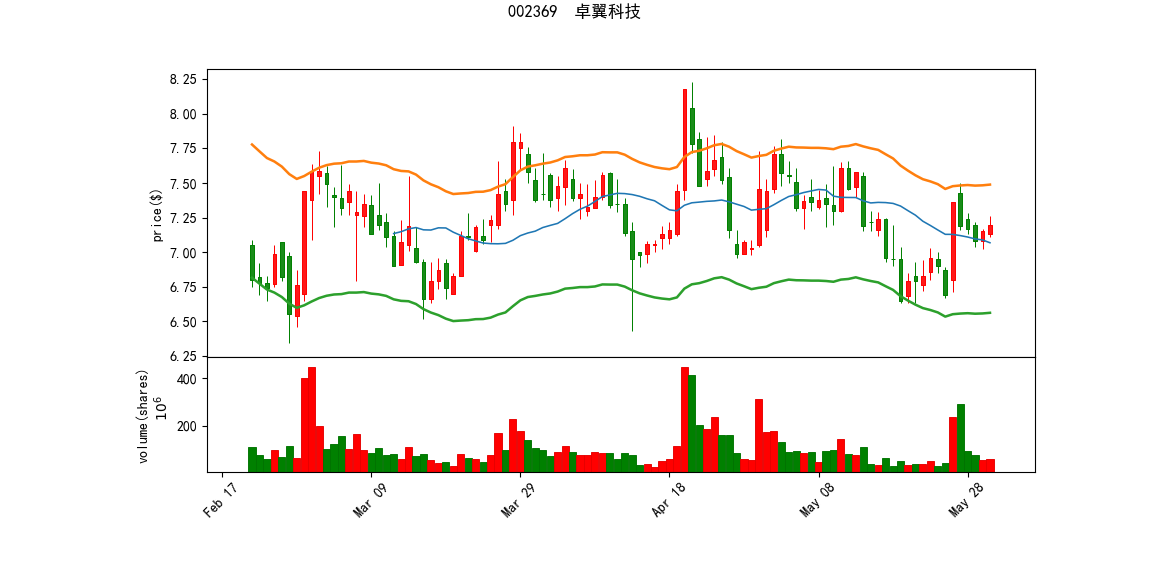 002369 卓翼科技
8.25
8.00
7.75
7.50
7.25
7.00
6.75
6.50
6.25
price($)
400
200
volume(shares)
10^6
Feb 17
Mar 09
Mar 29
Apr 18
May 08
May 28